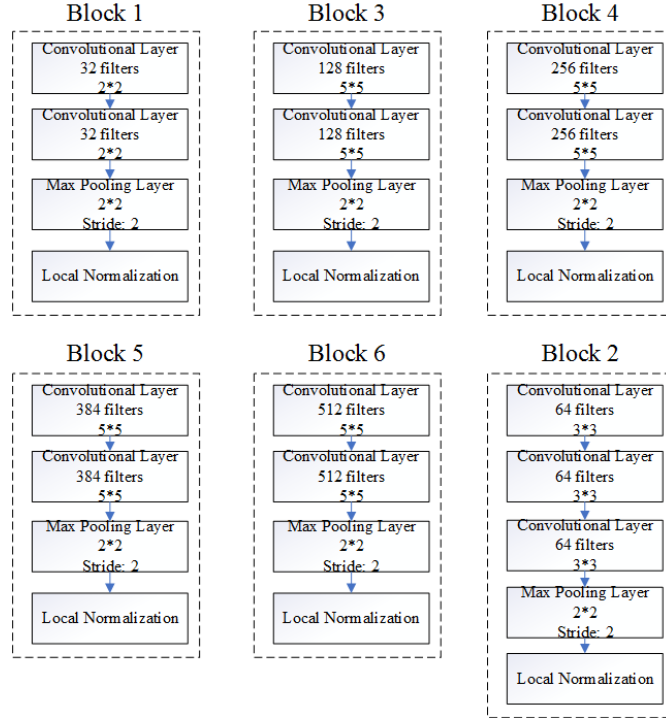 Block 1
Convolutional Layer
32 filters
2*2
Convolutional Layer
32 filters
2*2
Max Pooling Layer
2*2
Stride: 2
Local Normalization
Block 3
Convolutional Layer
128 filters
5*5
Convolutional Layer
128 filters
5*5
Max Pooling Layer
2*2
Stride: 2
Local Normalization
Block 4
Convolutional Layer
256 filters
5*5
Convolutional Layer
256 filters
5*5
Max Pooling Layer
2*2
Stride: 2
Local Normalization
Block 5
Convolutional Layer
384 filters
5*5
Convolutional Layer
384 filters
5*5
Max Pooling Layer
2*2
Stride: 2
Local Normalization
Block 6
Convolutional Layer
512 filters
5*5
Convolutional Layer
512 filters
5*5
Max Pooling Layer
2*2
Stride: 2
Local Normalization
Block 2
Convolutional Layer
64 filters
3*3
Convolutional Layer
64 filters
3*3
Convolutional Layer
64 filters
3*3
Max Pooling Layer
2*2
Stride: 2
Local Normalization